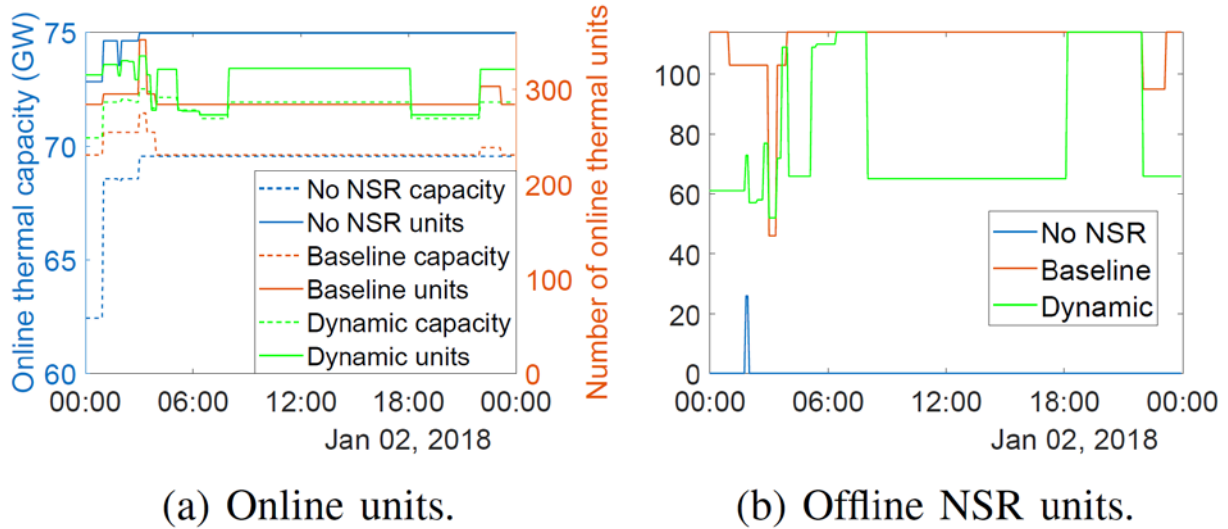 Online thermal capacity (GW)
75
70
65
60
Number of online thermal units
300
200
100
0
No NSR capacity
No NSR units
Baseline capacity
Baseline units
Dynamic capacity
Dynamic units
00:00 06:00 12:00 18:00 00:00
Jan 02, 2018
(a) Online units.
100
80
60
40
20
0
No NSR
Baseline
Dynamic
00:00 06:00 12:00 18:00 00:00
Jan 02, 2018
(b) Offline NSR units.